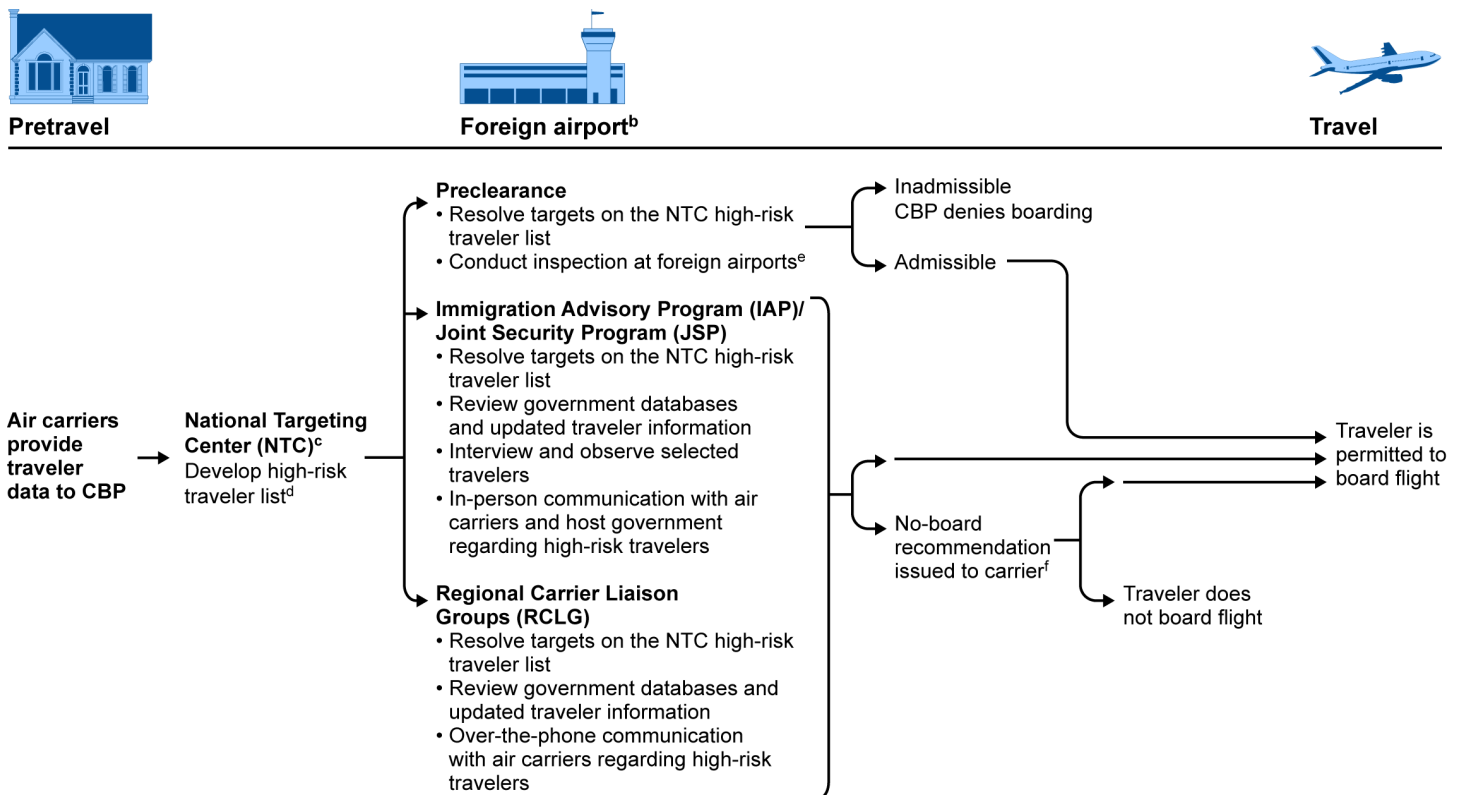 Pretravel
Foreign airportᵇ
Travel
Air carriers
provide
traveler
data to CBP
National Targeting
Center (NTC)ᶜ
Develop high-risk
traveler listᵈ
Preclearance
• Resolve targets on the NTC high-risk
traveler list
• Conduct inspection at foreign airportsᵉ
Inadmissible
CBP denies boarding
Admissible
Immigration Advisory Program (IAP)/
Joint Security Program (JSP)
• Resolve targets on the NTC high-risk
traveler list
• Review government databases
and updated traveler information
• Interview and observe selected
travelers
• In-person communication with air
carriers and host government
regarding high-risk travelers
Regional Carrier Liaison
Groups (RCLG)
• Resolve targets on the NTC high-risk
traveler list
• Review government databases and
updated traveler information
• Over-the-phone communication
with air carriers regarding high-risk
travelers
No-board
recommendation
issued to carrierᶠ
Traveler does
not board flight
Traveler is
permitted to
board flight